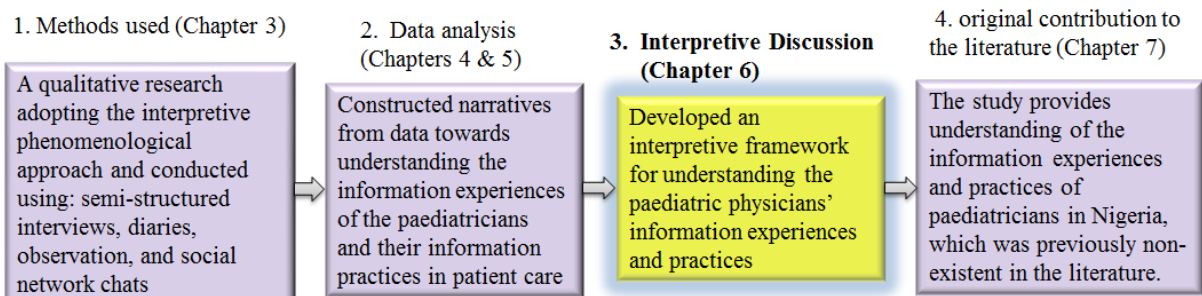 1. Methods used (Chapter 3)
A qualitative research
adopting the interpretive
phenomenological
approach and conducted
using: semi-structured
interviews, diaries,
observation, and social
network chats
2. Data analysis
(Chapters 4 & 5)
Constructed narratives
from data towards
understanding the
information experiences
of the paediatricians
and their information
practices in patient care
3. Interpretive Discussion
(Chapter 6)
Developed an
interpretive framework
for understanding the
paediatric physicians’
information experiences
and practices
4. original contribution to
the literature (Chapter 7)
The study provides
understanding of the
information experiences
and practices of
paediatricians in Nigeria,
which was previously non-
existent in the literature.